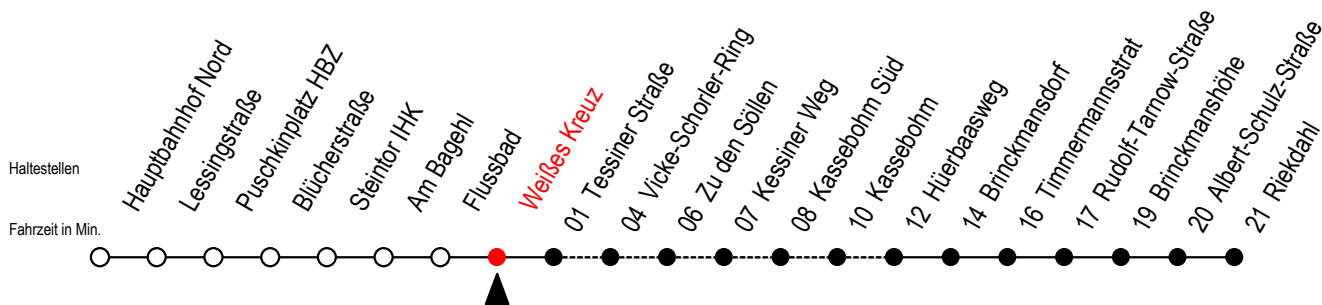 Haltestellen
Fahrzeit in Min.
Hauptbahnhof Nord
Lessingstraße
Puschkinplatz HBZ
Blücherstraße
Steintor IHK
Am Bagehl
Flussbad
Weißes Kreuz
01 Tessiner Straße
04 Vicke-Schorler-Ring
06 Zu den Söllen
07 Kessiner Weg
08 Kassebohm Süd
10 Kassebohm
12 Hüerbaasweg
14 Brinckmansdorf
16 Timmermannsstrat
17 Rudolf-Tarnow-Straße
19 Brinckmanshöhe
20 Albert-Schulz-Straße
21 Riekdahl